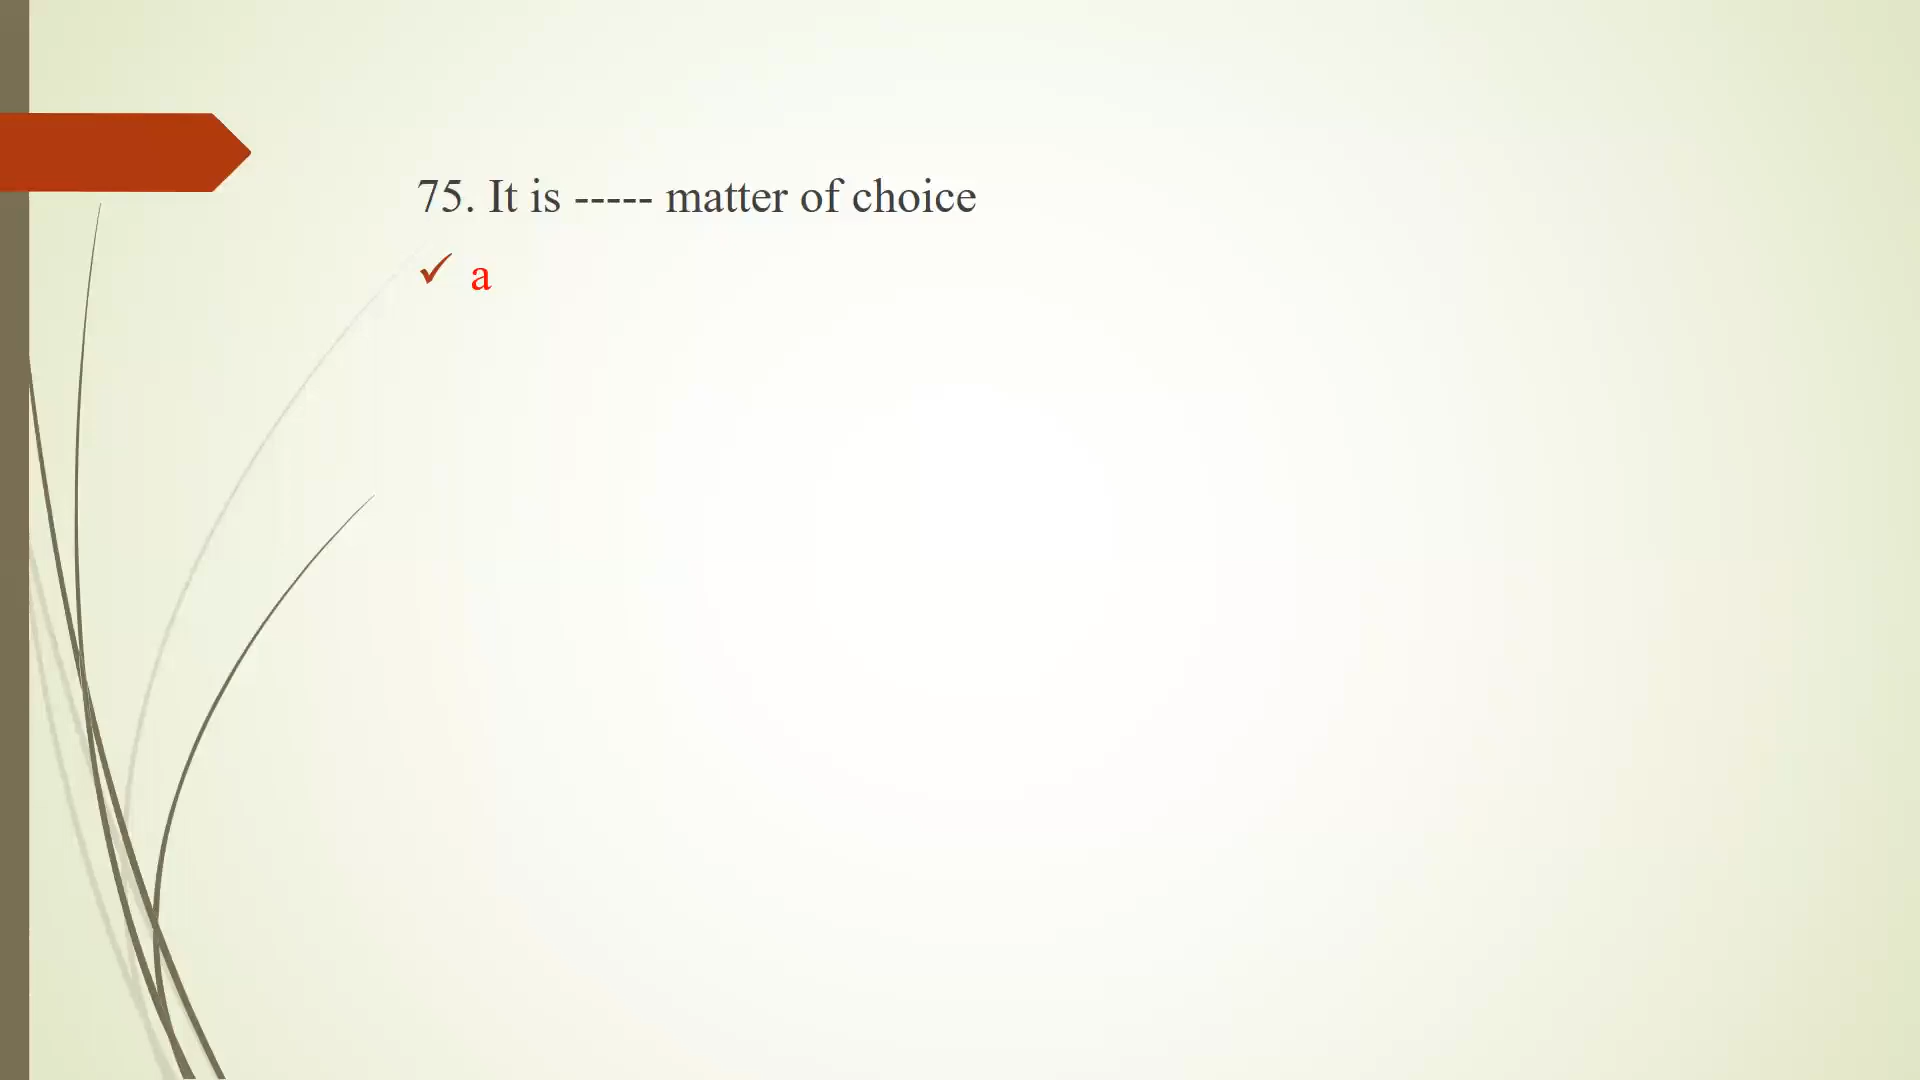 75. It is ----- matter of choice
✓ a